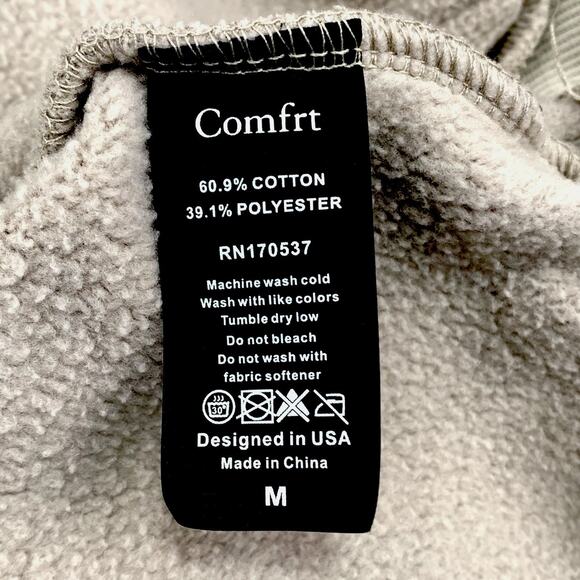 Comfrt
60.9% COTTON
39.1% POLYESTER
RN170537
Machine wash cold
Wash with like colors
Tumble dry low
Do not bleach
Do not wash with
fabric softener
30°
Designed in USA
Made in China
M